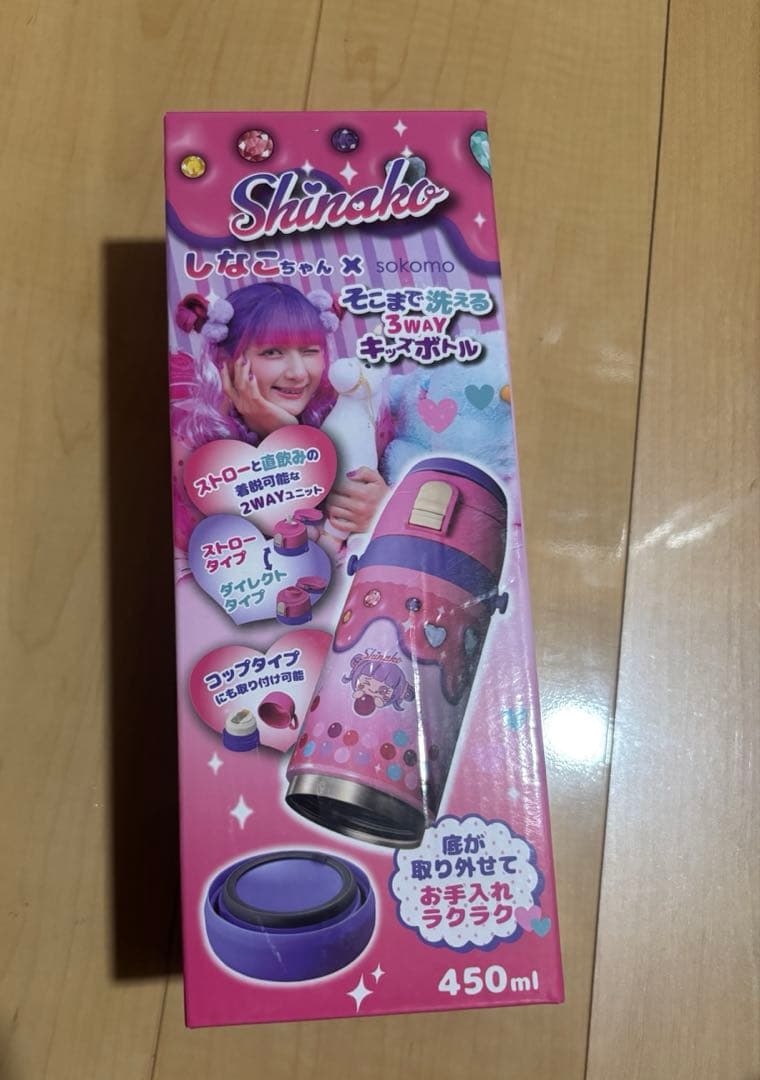 Shinako
しなこちゃん × sokomo
そこまで洗える
3WAY
キッズボトル
ストローと直飲みの
着脱可能な
2WAYユニット
ストロー
タイプ
ダイレクト
タイプ
コップタイプ
にも取り付け可能
Shinako
底が
取り外せて
お手入れ
ラクラク
450ml